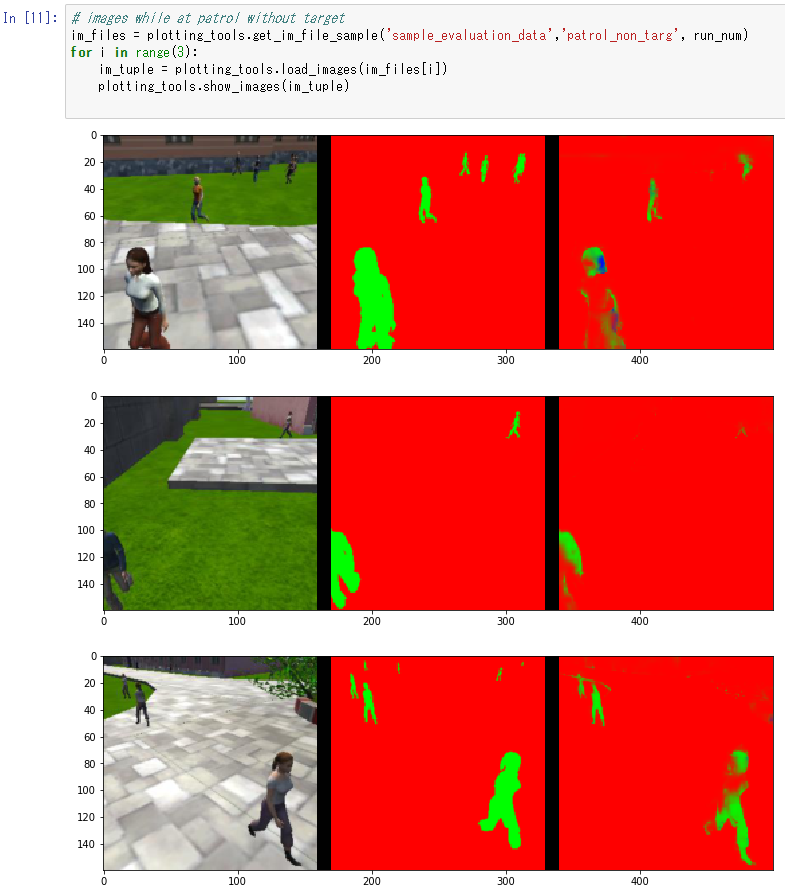 In [11]:
# images while at patrol without target
im_files = plotting_tools.get_im_file_sample('sample_evaluation_data','patrol_non_targ', run_num)
for i in range(3):
    im_tuple = plotting_tools.load_images(im_files[i])
    plotting_tools.show_images(im_tuple)
0
20
40
60
80
100
120
140
0 100 200 300 400
0
20
40
60
80
100
120
140
0 100 200 300 400
0
20
40
60
80
100
120
140
0 100 200 300 400